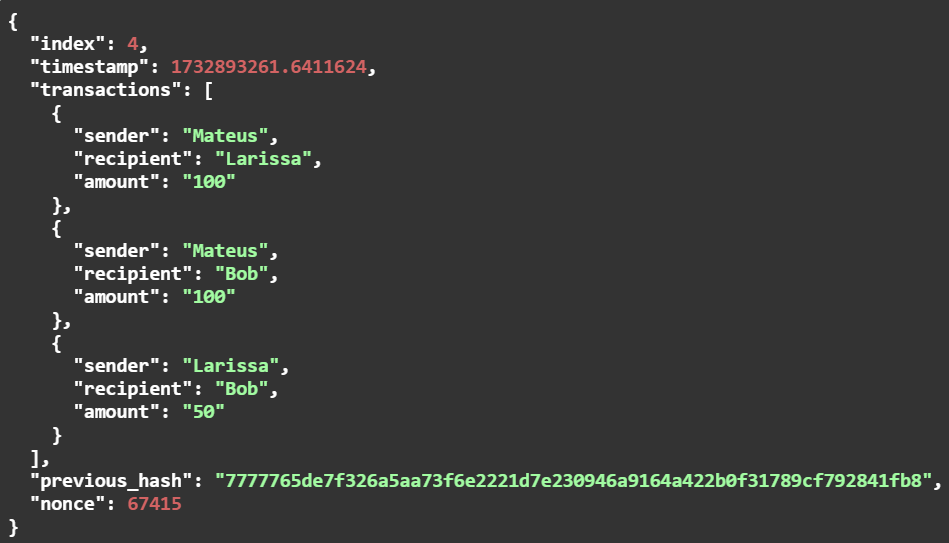 {
  "index": 4,
  "timestamp": 1732893261.6411624,
  "transactions": [
    {
      "sender": "Mateus",
      "recipient": "Larissa",
      "amount": "100"
    },
    {
      "sender": "Mateus",
      "recipient": "Bob",
      "amount": "100"
    },
    {
      "sender": "Larissa",
      "recipient": "Bob",
      "amount": "50"
    }
  ],
  "previous_hash": "7777765de7f326a5aa73f6e2221d7e230946a9164a422b0f31789cf792841fb8",
  "nonce": 67415
}